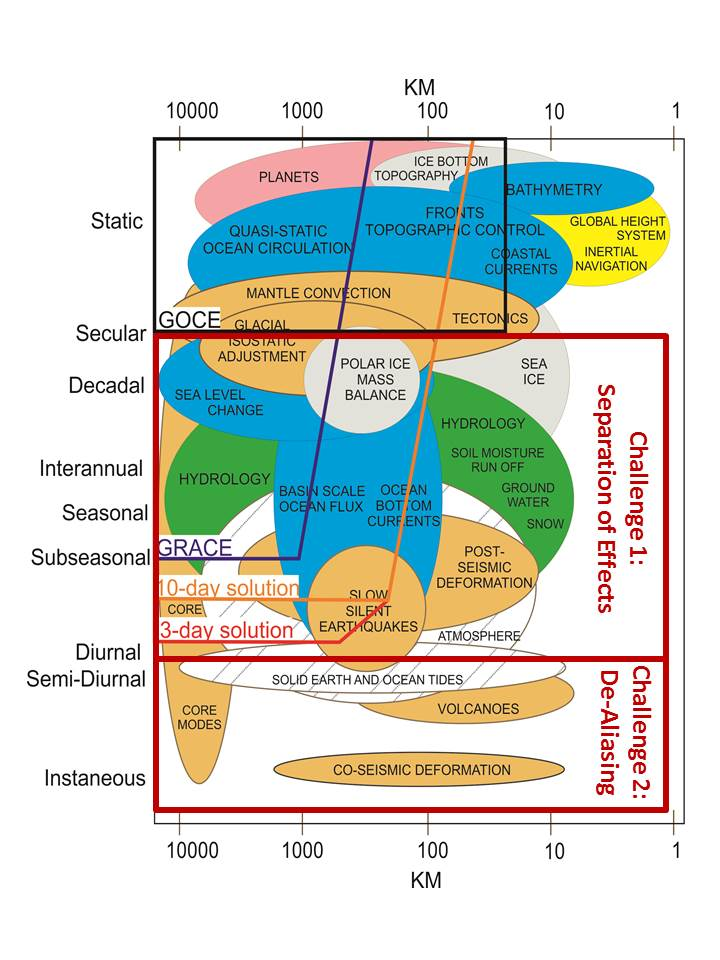 KM
10000
1000
100
10
1
ICE BOTTOM
TOPOGRAPHY
PLANETS
BATHYMETRY
Static
FRONTS
TOPOGRAPHIC CONTROL
QUASI-STATIC
OCEAN CIRCULATION
GLOBAL HEIGHT
SYSTEM
COASTAL
CURRENTS
INERTIAL
NAVIGATION
MANTLE CONVECTION
GOCE
TECTONICS
Secular
GLACIAL
ISOSTATIC
ADJUSTMENT
POLAR ICE
MASS
BALANCE
SEA
ICE
Decadal
SEA LEVEL
CHANGE
HYDROLOGY
Challenge 1:
Separation of Effects
Interannual
SOIL MOISTURE
RUN OFF
HYDROLOGY
BASIN SCALE
OCEAN FLUX
OCEAN
BOTTOM
CURRENTS
GROUND
WATER
SNOW
Seasonal
Subseasonal
GRACE
POST-
SEISMIC
DEFORMATION
10-day solution
CORE
SLOW
SILENT
EARTHQUAKES
3-day solution
ATMOSPHERE
Diurnal
Semi-Diurnal
SOLID EARTH AND OCEAN TIDES
Challenge 2:
De-Aliasing
CORE
MODES
VOLCANOES
Instaneous
CO-SEISMIC DEFORMATION
10000
1000
100
10
1
KM